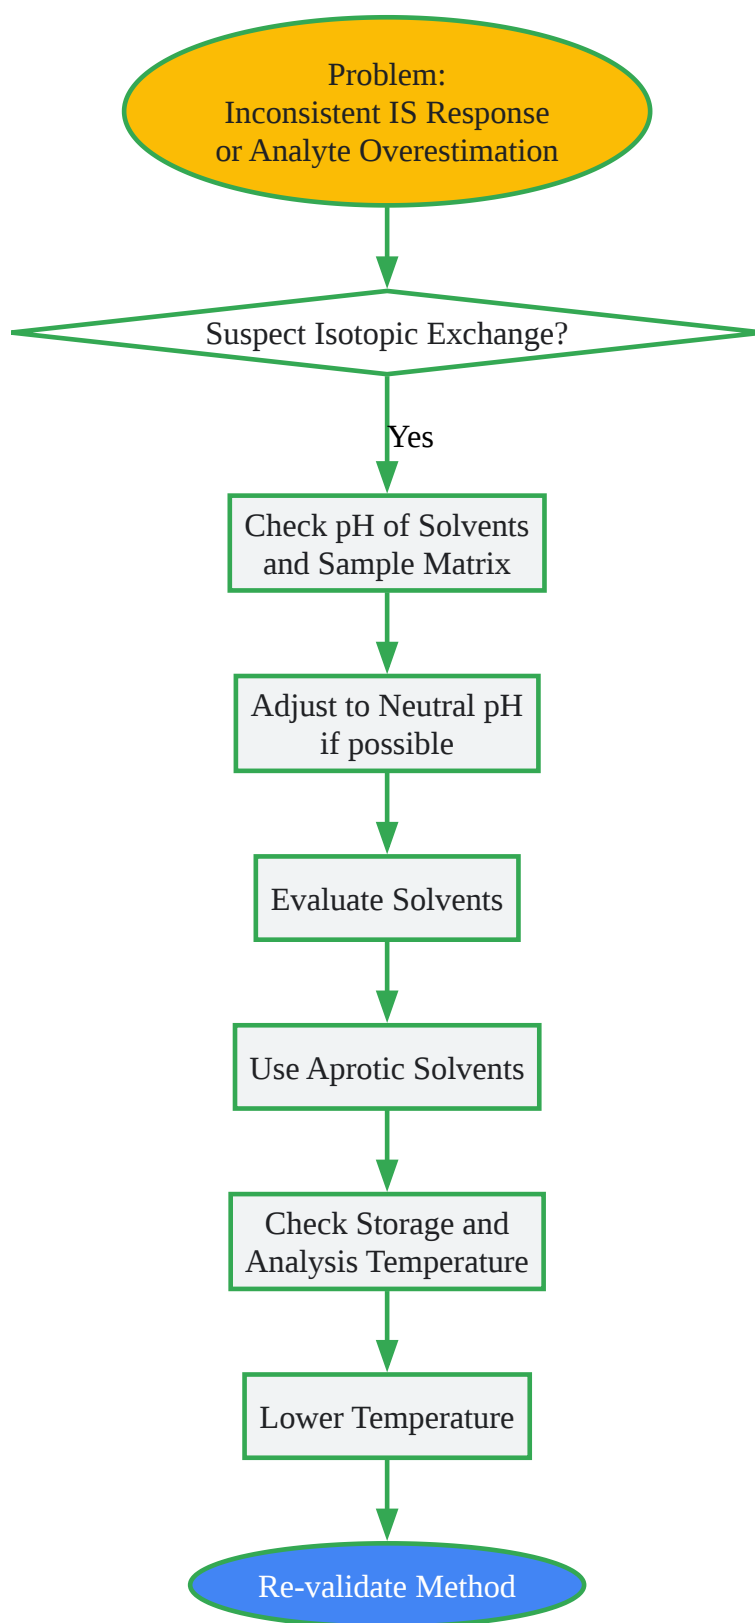 Problem:
Inconsistent IS Response
or Analyte Overestimation
Suspect Isotopic Exchange?
Yes
Check pH of Solvents
and Sample Matrix
Adjust to Neutral pH
if possible
Evaluate Solvents
Use Aprotic Solvents
Check Storage and
Analysis Temperature
Lower Temperature
Re-validate Method